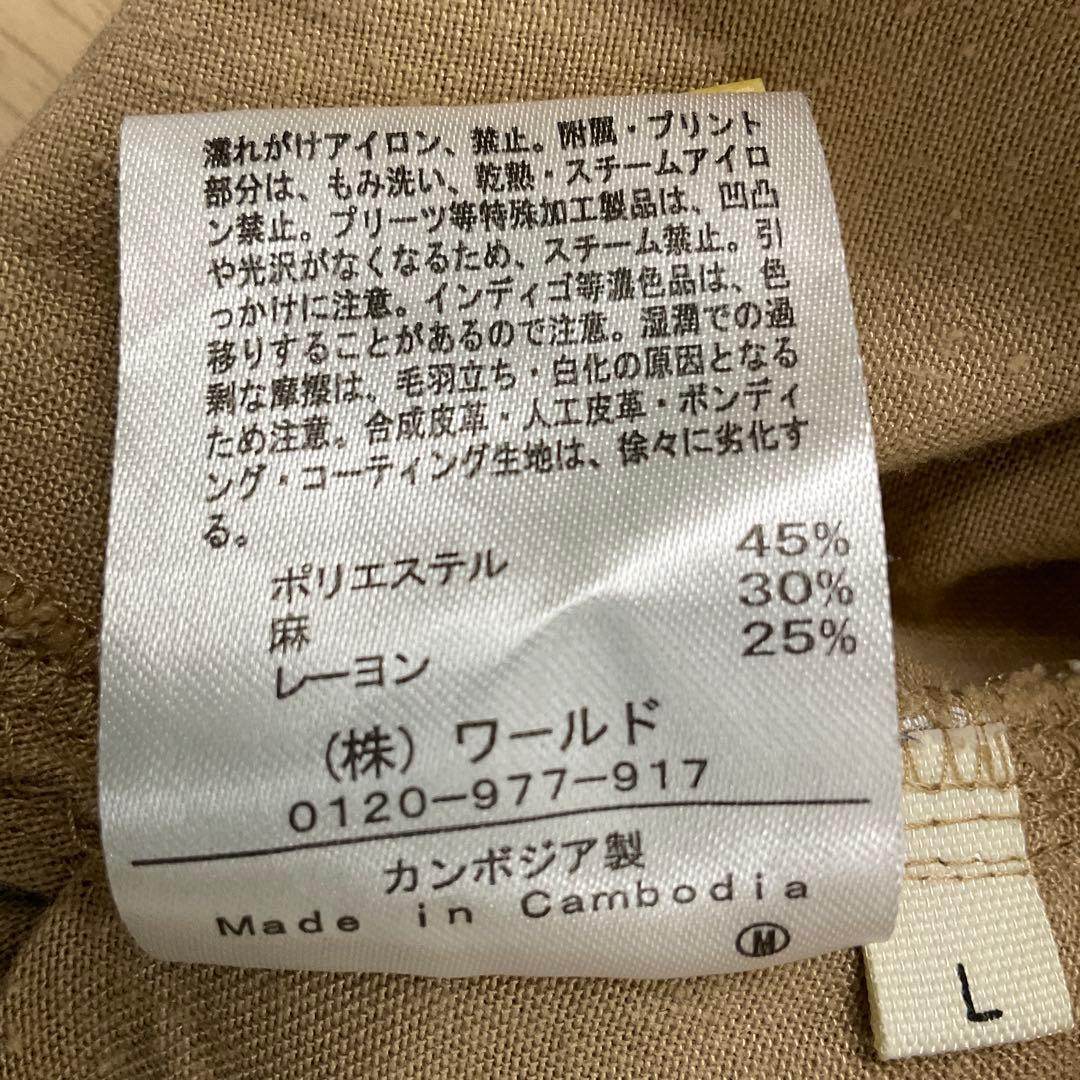 濡れがけアイロン、禁止。附属・プリント
部分は、もみ洗い、乾熱・スチームアイロ
ン禁止。プリーツ等特殊加工製品は、凹凸
や光沢がなくなるため、スチーム禁止。引
っかけに注意。インディゴ等濃色品は、色
移りすることがあるので注意。湿潤での過
剰な摩擦は、毛羽立ち・白化の原因となる
ため注意。合成皮革・人工皮革・ボンディ
ング・コーティング生地は、徐々に劣化す
る。
ポリエステル 45%
麻 30%
レーヨン 25%
(株) ワールド
0120-977-917
カンボジア製
Made in Cambodia
Ⓜ
L